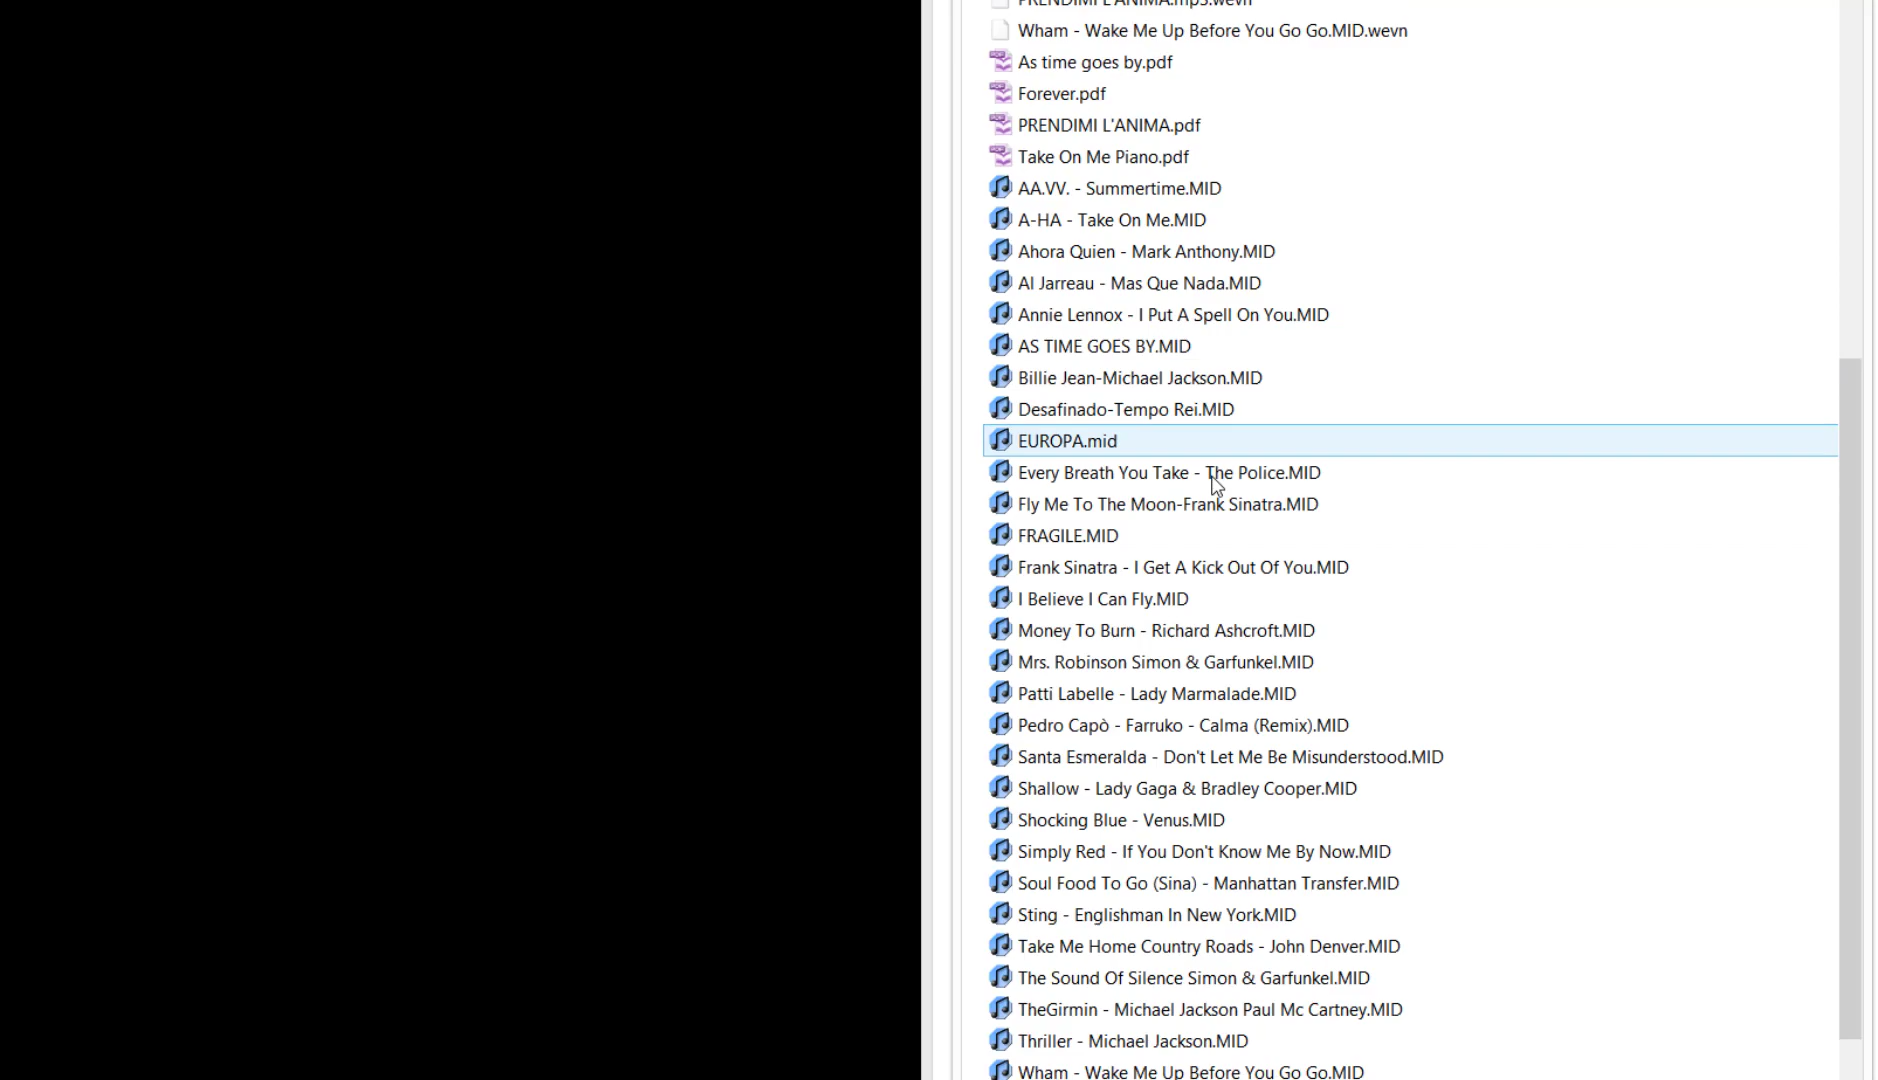 PRENDIMI L'ANIMA.mp3.wevn
Wham - Wake Me Up Before You Go Go.MID.wevn
As time goes by.pdf
Forever.pdf
PRENDIMI L'ANIMA.pdf
Take On Me Piano.pdf
AA.VV. - Summertime.MID
A-HA - Take On Me.MID
Ahora Quien - Mark Anthony.MID
Al Jarreau - Mas Que Nada.MID
Annie Lennox - I Put A Spell On You.MID
AS TIME GOES BY.MID
Billie Jean-Michael Jackson.MID
Desafinado-Tempo Rei.MID
EUROPA.mid
Every Breath You Take - The Police.MID
Fly Me To The Moon-Frank Sinatra.MID
FRAGILE.MID
Frank Sinatra - I Get A Kick Out Of You.MID
I Believe I Can Fly.MID
Money To Burn - Richard Ashcroft.MID
Mrs. Robinson Simon & Garfunkel.MID
Patti Labelle - Lady Marmalade.MID
Pedro Capò - Farruko - Calma (Remix).MID
Santa Esmeralda - Don't Let Me Be Misunderstood.MID
Shallow - Lady Gaga & Bradley Cooper.MID
Shocking Blue - Venus.MID
Simply Red - If You Don't Know Me By Now.MID
Soul Food To Go (Sina) - Manhattan Transfer.MID
Sting - Englishman In New York.MID
Take Me Home Country Roads - John Denver.MID
The Sound Of Silence Simon & Garfunkel.MID
TheGirmin - Michael Jackson Paul Mc Cartney.MID
Thriller - Michael Jackson.MID
Wham - Wake Me Up Before You Go Go.MID